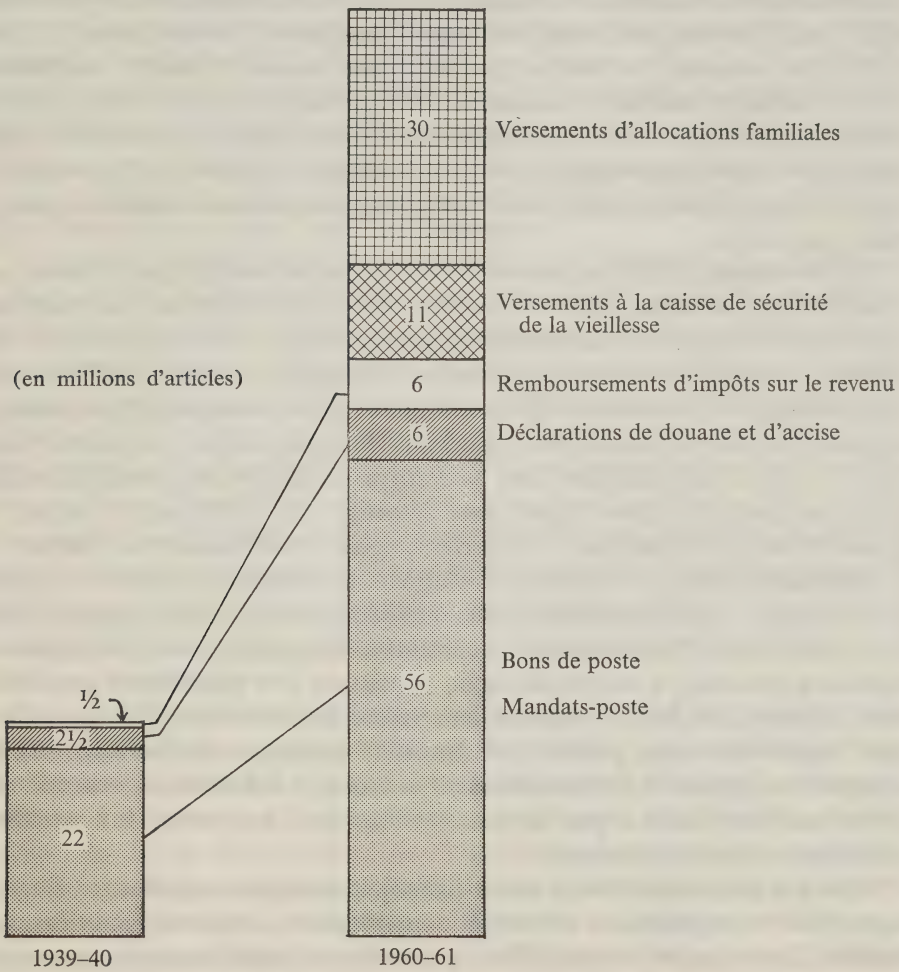 30
Versements d'allocations familiales
11
Versements à la caisse de sécurité
de la vieillesse
(en millions d'articles)
6
Remboursements d'impôts sur le revenu
6
Déclarations de douane et d'accise
56
Bons de poste
Mandats-poste
½
2½
22
1939–40
1960–61